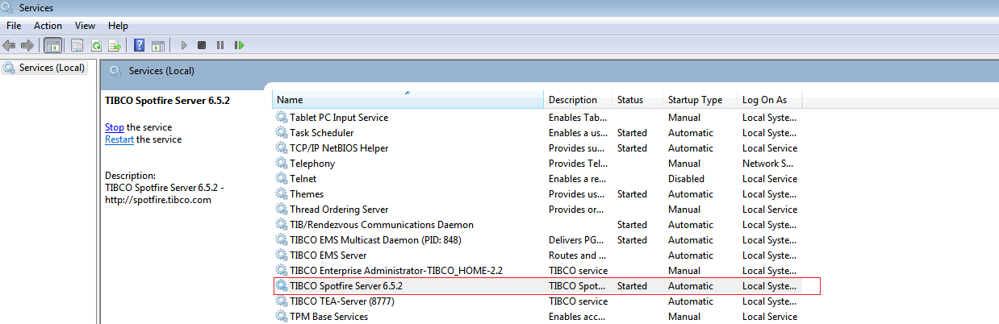 Services
File Action View Help
Services (Local)
Services (Local)
TIBCO Spotfire Server 6.5.2
Stop the service
Restart the service
Description:
TIBCO Spotfire Server 6.5.2 -
http://spotfire.tibco.com
Name Description Status Startup Type Log On As
Tablet PC Input Service Enables Tab... Manual Local Syste...
Task Scheduler Enables a us... Started Automatic Local Syste...
TCP/IP NetBIOS Helper Provides su... Started Automatic Local Service
Telephony Provides Tel... Manual Network S...
Telnet Enables a re... Disabled Local Service
Themes Provides us... Started Automatic Local Syste...
Thread Ordering Server Provides or... Manual Local Service
TIB/Rendezvous Communications Daemon Started Automatic Local Syste...
TIBCO EMS Multicast Daemon (PID: 848) Delivers PG... Started Automatic Local Syste...
TIBCO EMS Server Routes and ... Automatic Local Syste...
TIBCO Enterprise Administrator-TIBCO_HOME-2.2 TIBCO service Manual Local Syste...
TIBCO Spotfire Server 6.5.2 TIBCO Spot... Started Automatic Local Syste...
TIBCO TEA-Server (8777) TIBCO service Automatic Local Syste...
TPM Base Services Enables acc... Manual Local Service